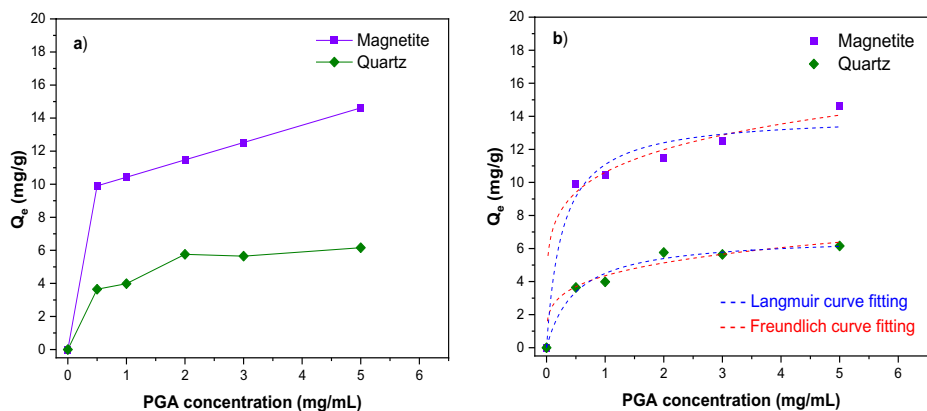 a)
Magnetite
Quartz
Qe (mg/g)
20
18
16
14
12
10
8
6
4
2
0
0 1 2 3 4 5 6
PGA concentration (mg/mL)
b)
Magnetite
Quartz
Qe (mg/g)
20
18
16
14
12
10
8
6
4
2
0
Langmuir curve fitting
Freundlich curve fitting
0 1 2 3 4 5 6
PGA concentration (mg/mL)